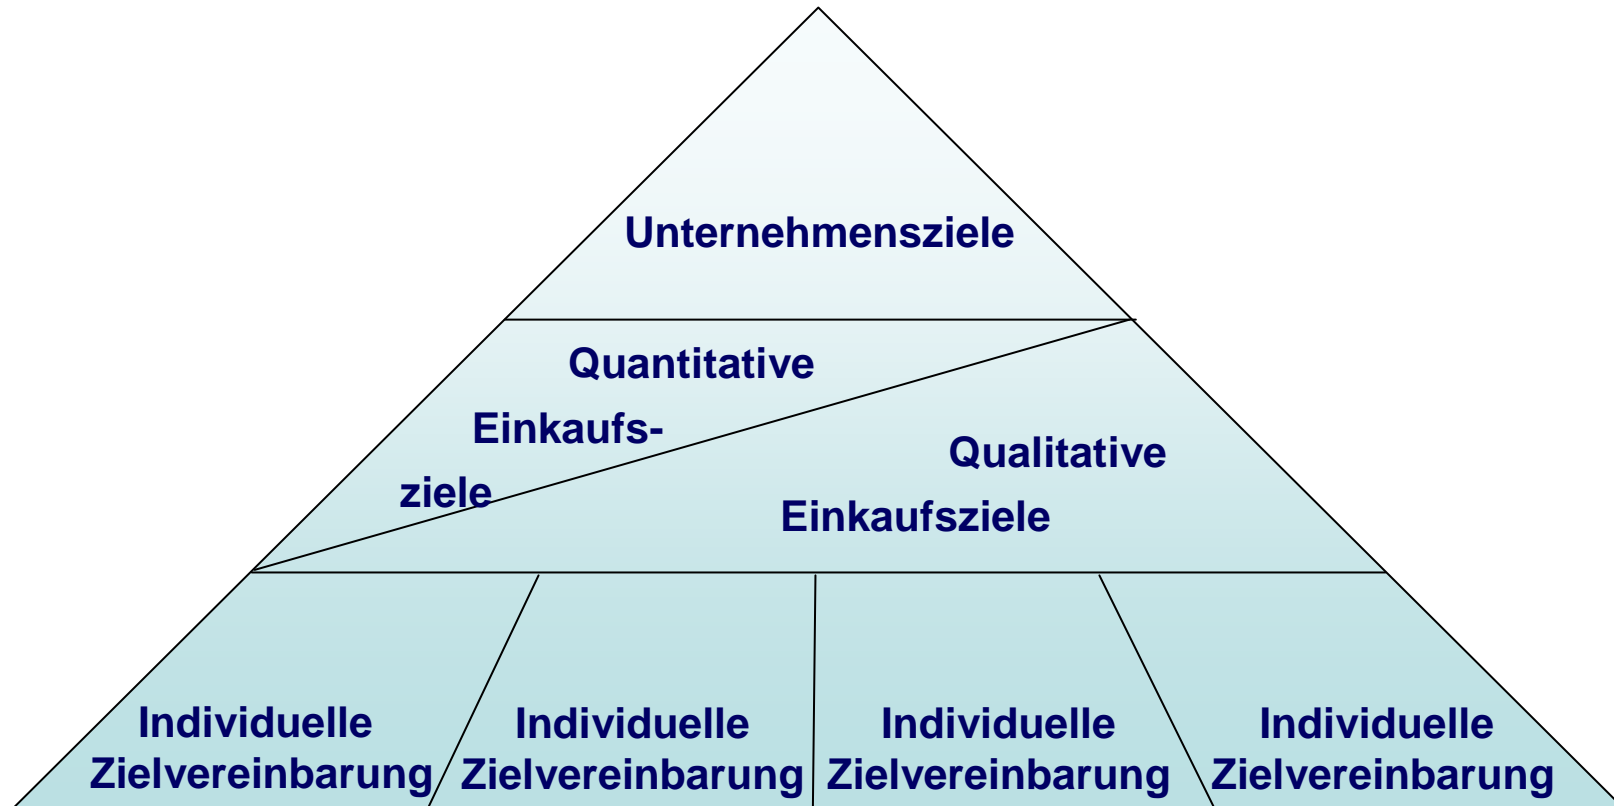 Unternehmensziele
Quantitative
Einkaufs-
ziele
Qualitative
Einkaufsziele
Individuelle
Zielvereinbarung
Individuelle
Zielvereinbarung
Individuelle
Zielvereinbarung
Individuelle
Zielvereinbarung